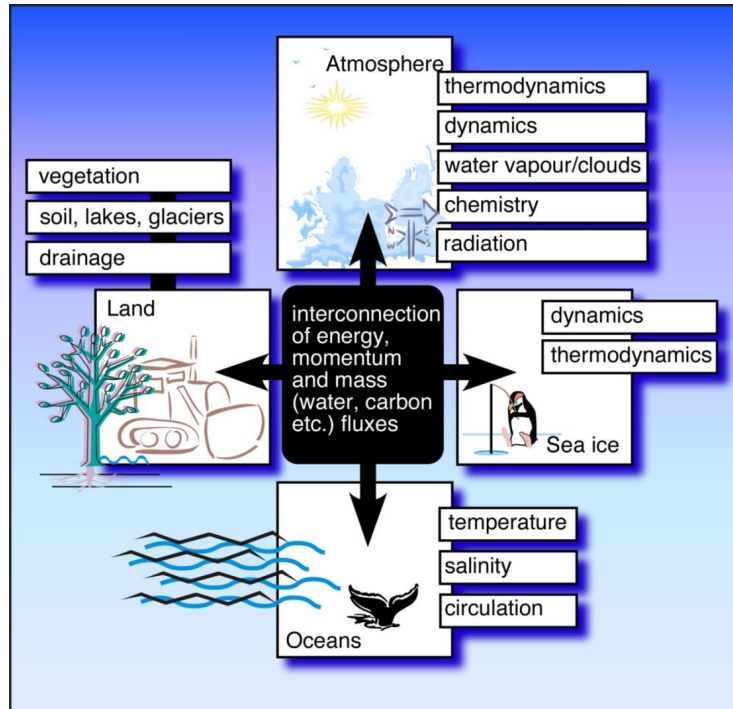 Atmosphere
thermodynamics
dynamics
water vapour/clouds
chemistry
radiation
vegetation
soil, lakes, glaciers
drainage
Land
interconnection
of energy,
momentum
and mass
(water, carbon
etc.) fluxes
dynamics
thermodynamics
Sea ice
temperature
salinity
circulation
Oceans
N
E
W
S